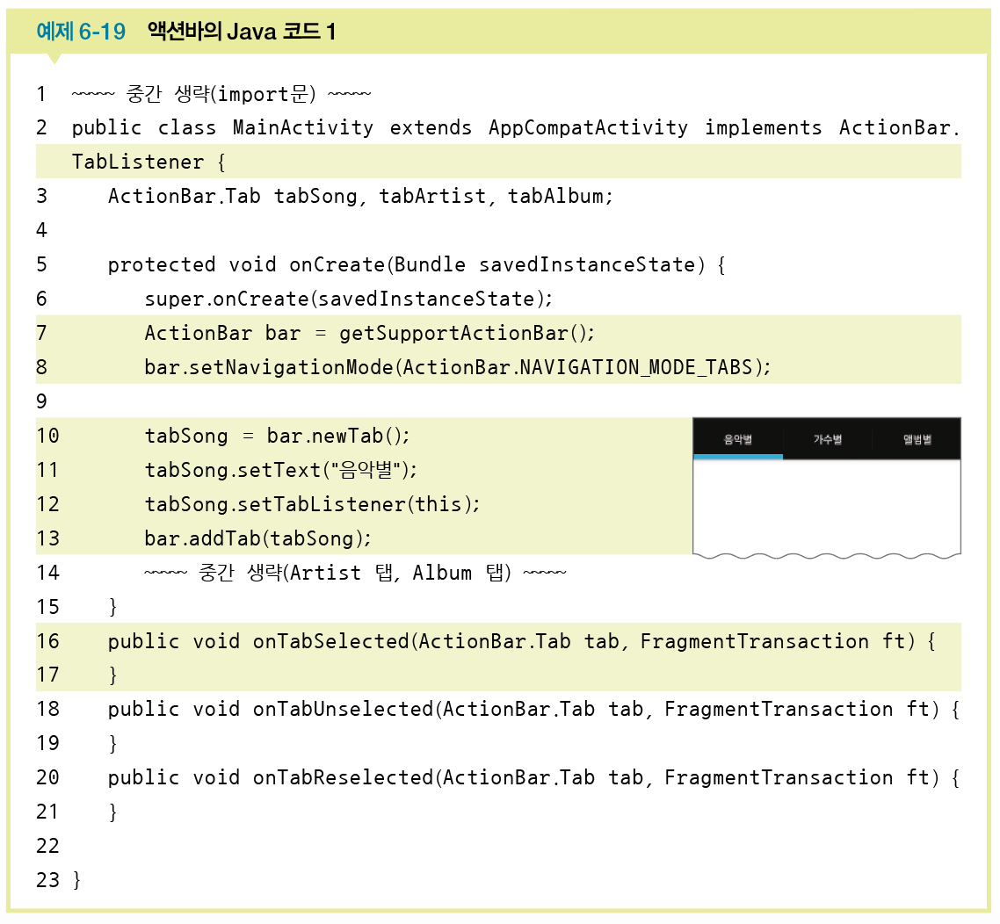 예제 6-19 액션바의 Java 코드 1
1 ~~~~~ 중간 생략(import문) ~~~~~
2 public class MainActivity extends AppCompatActivity implements ActionBar.
TabListener {
3 ActionBar.Tab tabSong, tabArtist, tabAlbum;
4
5 protected void onCreate(Bundle savedInstanceState) {
6 super.onCreate(savedInstanceState);
7 ActionBar bar = getSupportActionBar();
8 bar.setNavigationMode(ActionBar.NAVIGATION_MODE_TABS);
9
10 tabSong = bar.newTab();
11 tabSong.setText("음악별");
12 tabSong.setTabListener(this);
13 bar.addTab(tabSong);
음악별 가수별 앨범별
14 ~~~~~ 중간 생략(Artist 탭, Album 탭) ~~~~~
15 }
16 public void onTabSelected(ActionBar.Tab tab, FragmentTransaction ft) {
17 }
18 public void onTabUnselected(ActionBar.Tab tab, FragmentTransaction ft) {
19 }
20 public void onTabReselected(ActionBar.Tab tab, FragmentTransaction ft) {
21 }
22
23 }